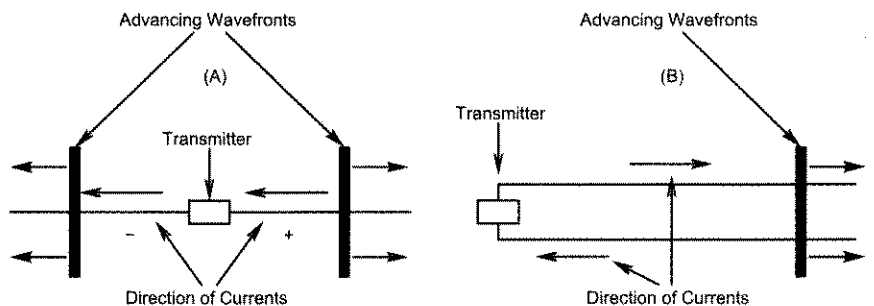 Advancing Wavefronts
(A)
Transmitter
−
+
Direction of Currents
Advancing Wavefronts
(B)
Transmitter
Direction of Currents